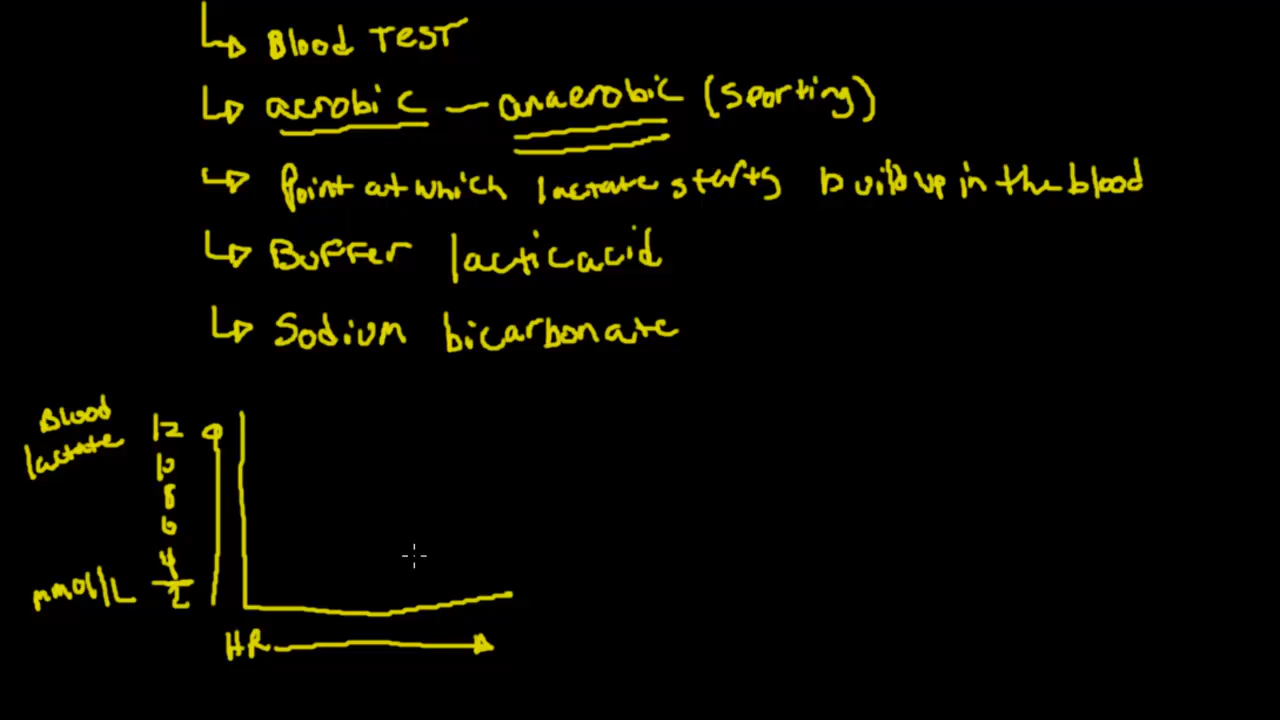 Blood TEST
aerobic — anaerobic (sporting)
Point at which lactate starts build up in the blood
Buffer lactic acid
Sodium bicarbonate
Blood
lactate
12
10
8
6
4
2
mmol/L
HR